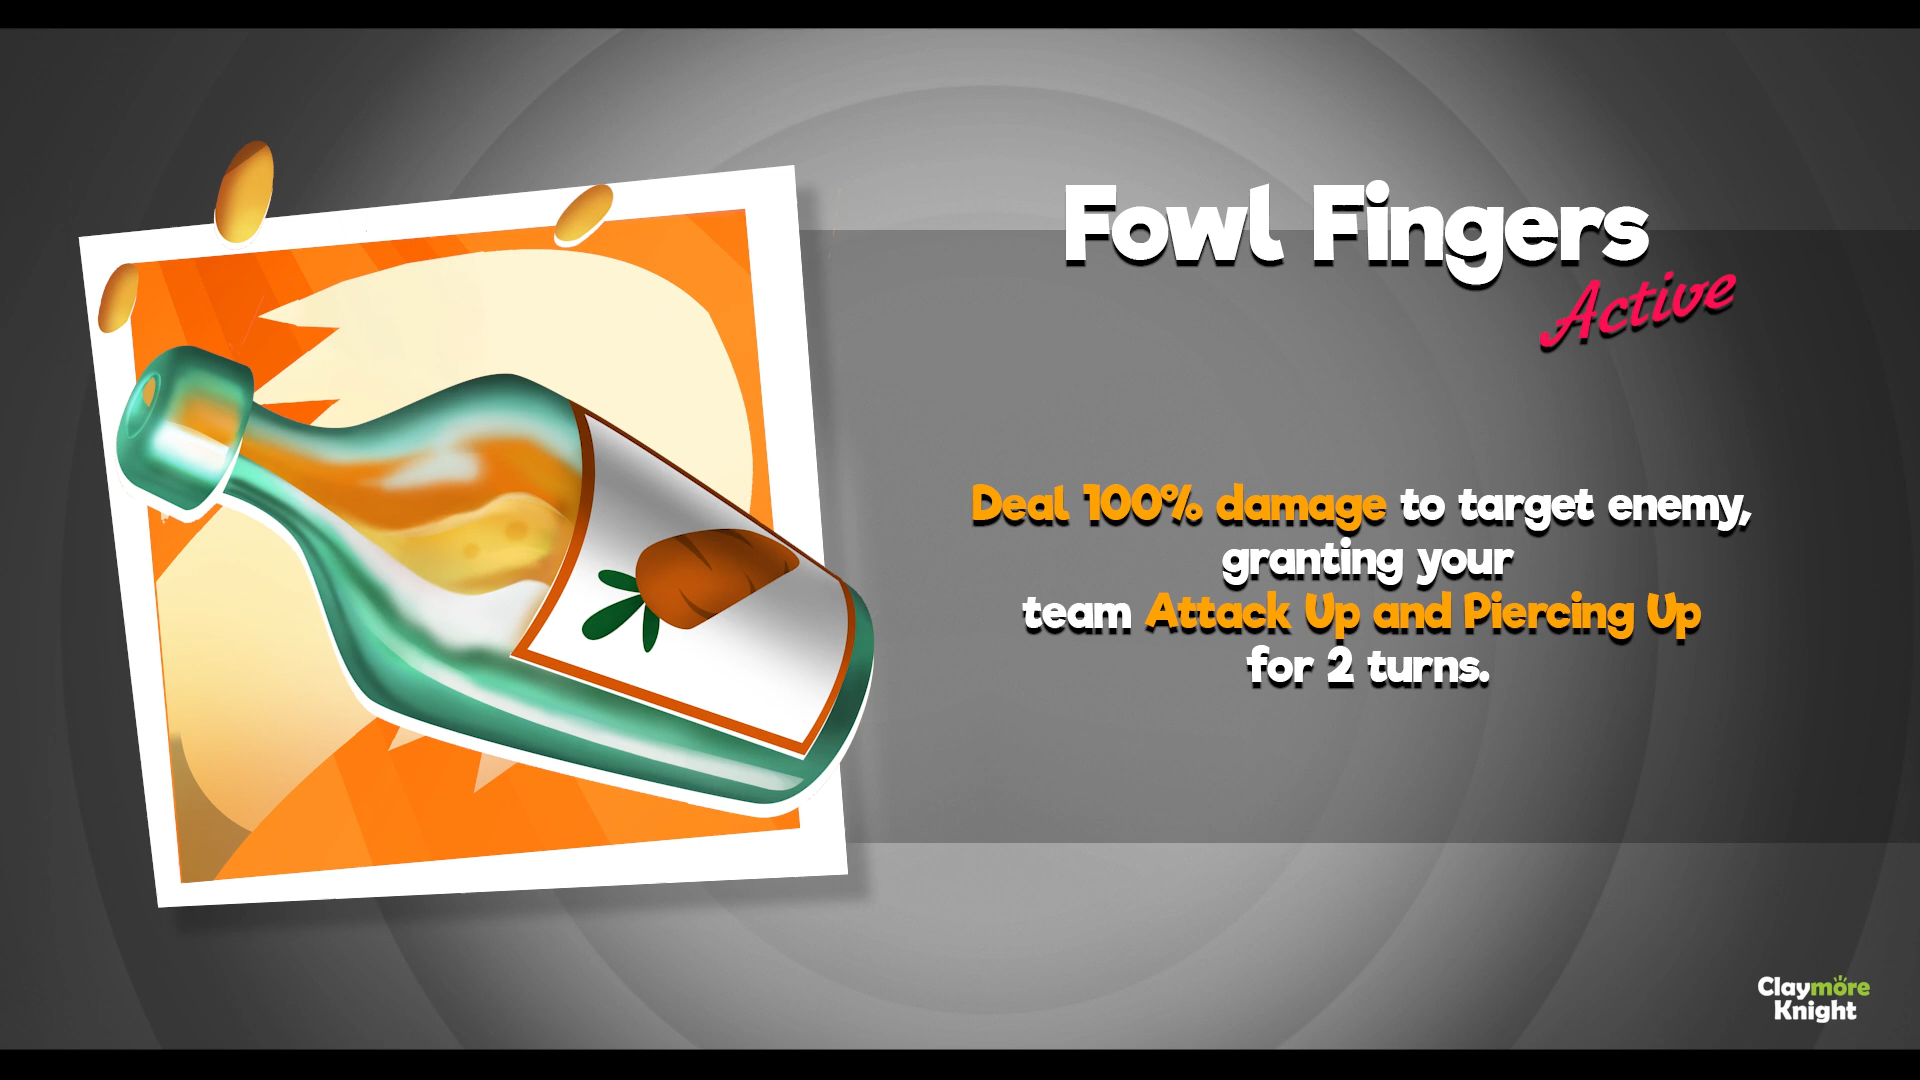 Fowl Fingers
Active
Deal 100% damage to target enemy,
granting your
team Attack Up and Piercing Up
for 2 turns.
Claymore
Knight